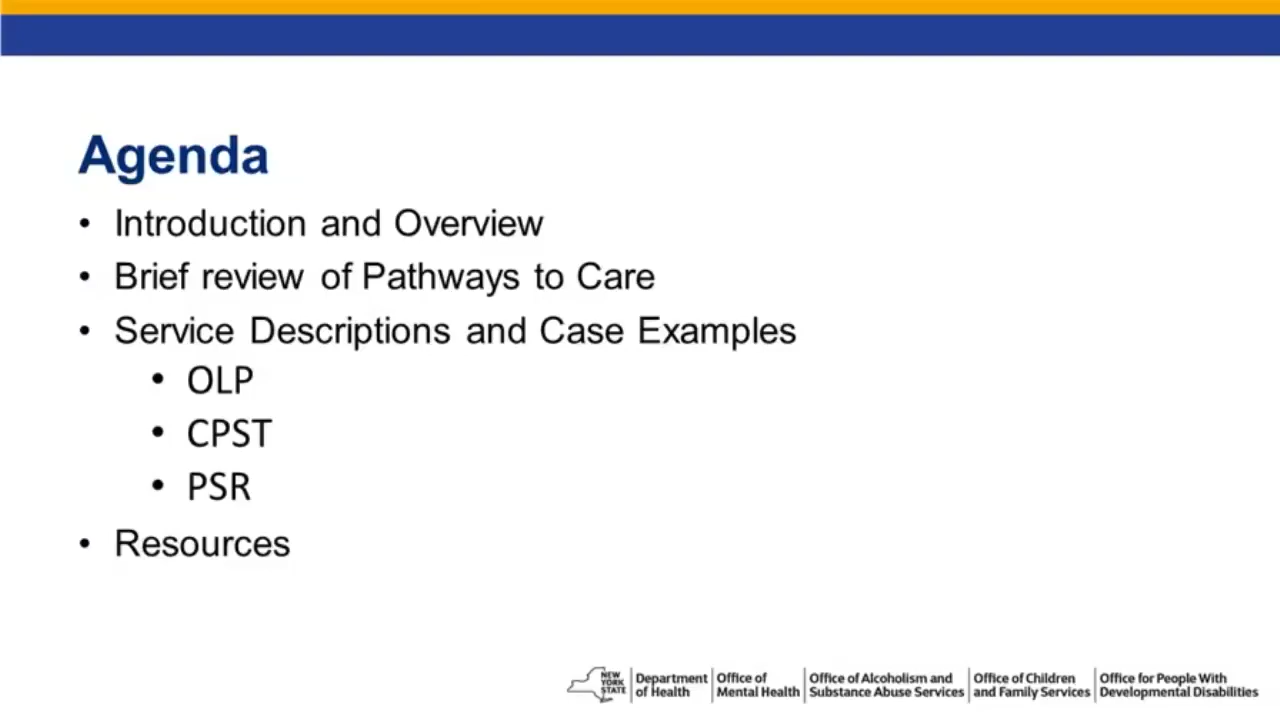 Agenda
• Introduction and Overview
• Brief review of Pathways to Care
• Service Descriptions and Case Examples
• OLP
• CPST
• PSR
• Resources
NEW
YORK
STATE
Department
of Health
Office of
Mental Health
Office of Alcoholism and
Substance Abuse Services
Office of Children
and Family Services
Office for People With
Developmental Disabilities